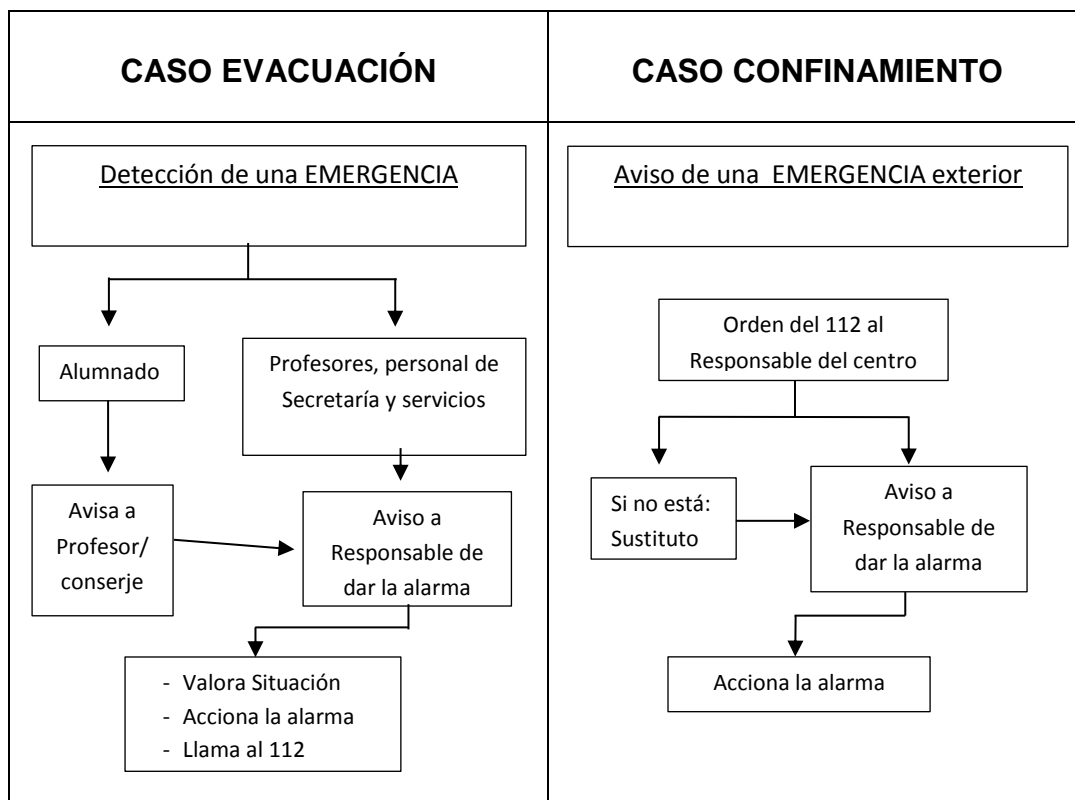 CASO EVACUACIÓN
CASO CONFINAMIENTO
Detección de una EMERGENCIA
Alumnado
Profesores, personal de
Secretaría y servicios
Avisa a
Profesor/
conserje
Aviso a
Responsable de
dar la alarma
- Valora Situación
- Acciona la alarma
- Llama al 112
Aviso de una EMERGENCIA exterior
Orden del 112 al
Responsable del centro
Si no está:
Sustituto
Aviso a
Responsable de
dar la alarma
Acciona la alarma